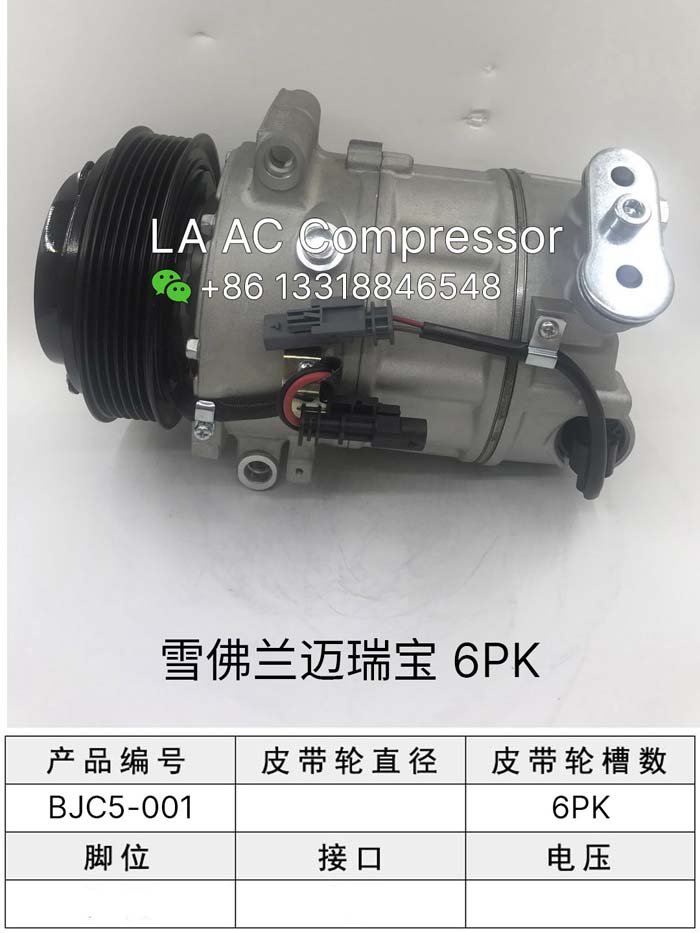 LA AC Compressor
+86 13318846548
雪佛兰迈瑞宝 6PK
产品编号 皮带轮直径 皮带轮槽数
BJC5-001 6PK
脚位 接口 电压